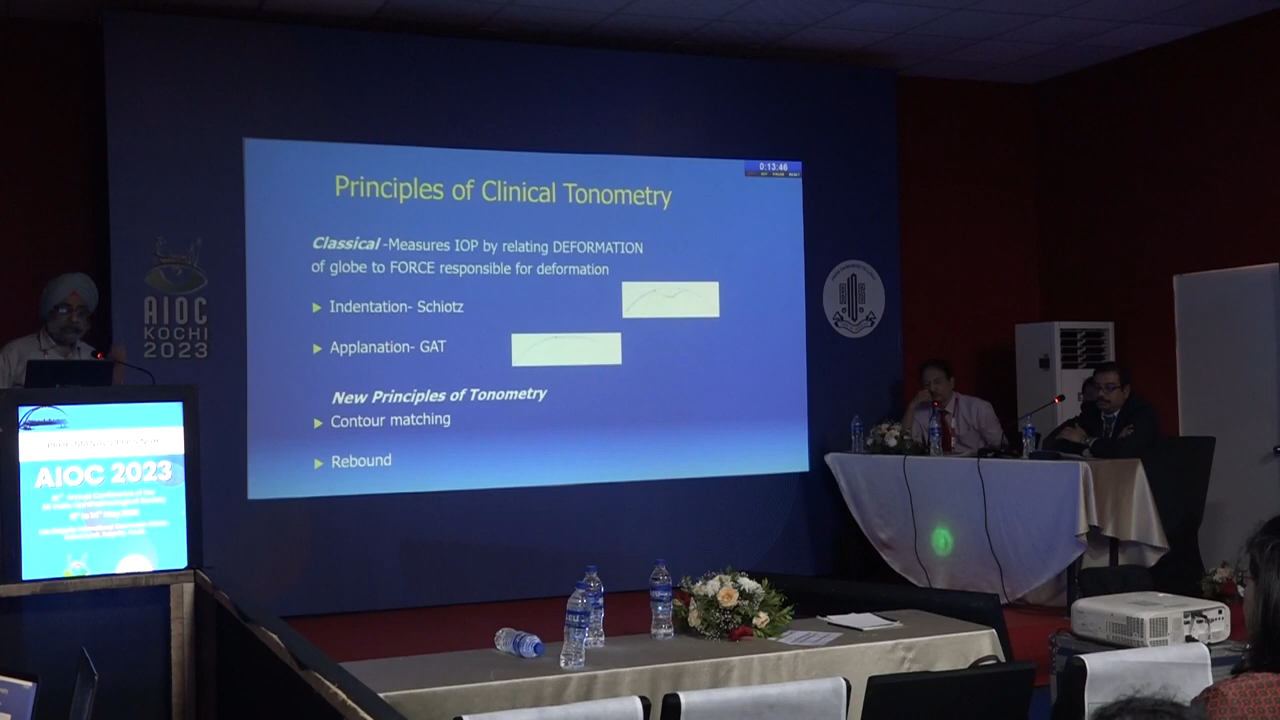 0:13:46
Principles of Clinical Tonometry
Classical -Measures IOP by relating DEFORMATION
of globe to FORCE responsible for deformation
Indentation- Schiotz
Applanation- GAT
New Principles of Tonometry
Contour matching
Rebound
AIOC
KOCHI
2023
AIOC 2023